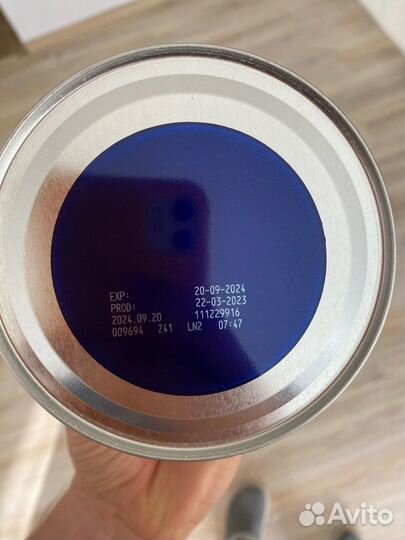 EXP: 20-09-2024
PROD: 22-03-2023
2024.09.20 111229916
009694 Z41 LN2 07:47
Avito